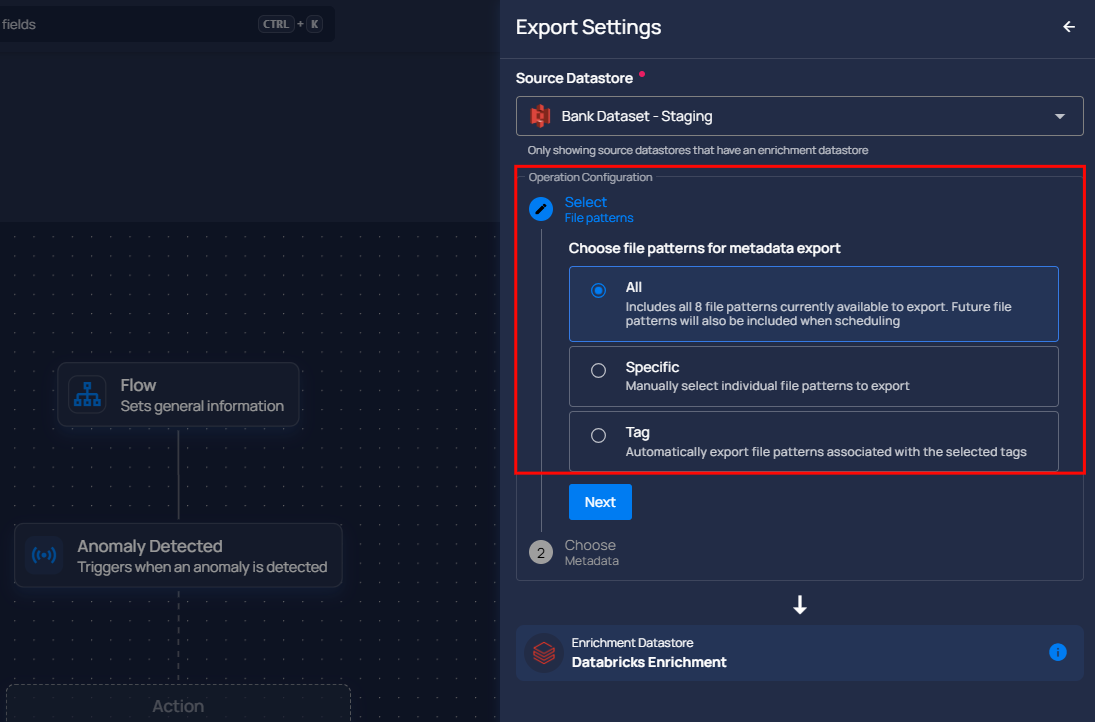 fields
CTRL + K
Export Settings
Source Datastore
Bank Dataset - Staging
Only showing source datastores that have an enrichment datastore
Operation Configuration
Select
File patterns
Choose file patterns for metadata export
All
Includes all 8 file patterns currently available to export. Future file
patterns will also be included when scheduling
Specific
Manually select individual file patterns to export
Tag
Automatically export file patterns associated with the selected tags
Next
2
Choose
Metadata
Enrichment Datastore
Databricks Enrichment
Flow
Sets general information
Anomaly Detected
Triggers when an anomaly is detected
Action